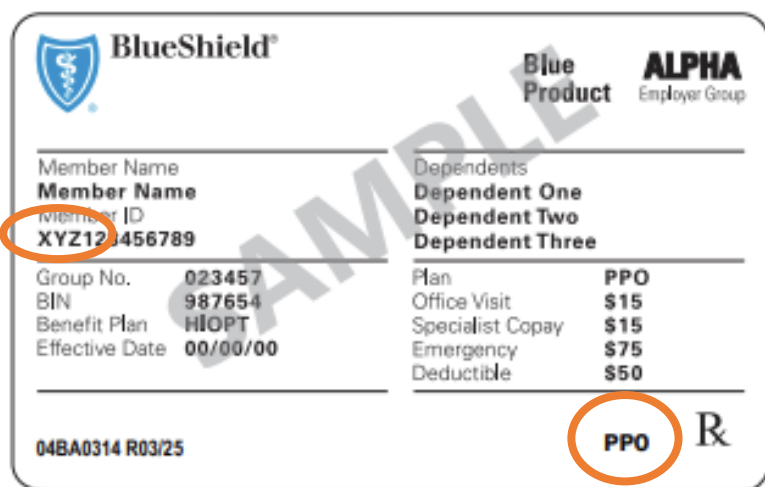 BlueShield®
Blue
Product
ALPHA
Employer Group
SAMPLE
Member Name
Member Name
Member ID
XYZ123456789
Dependents
Dependent One
Dependent Two
Dependent Three
Group No. 023457
BIN 987654
Benefit Plan HIOPT
Effective Date 00/00/00
Plan PPO
Office Visit $15
Specialist Copay $15
Emergency $75
Deductible $50
04BA0314 R03/25
PPO
Rx